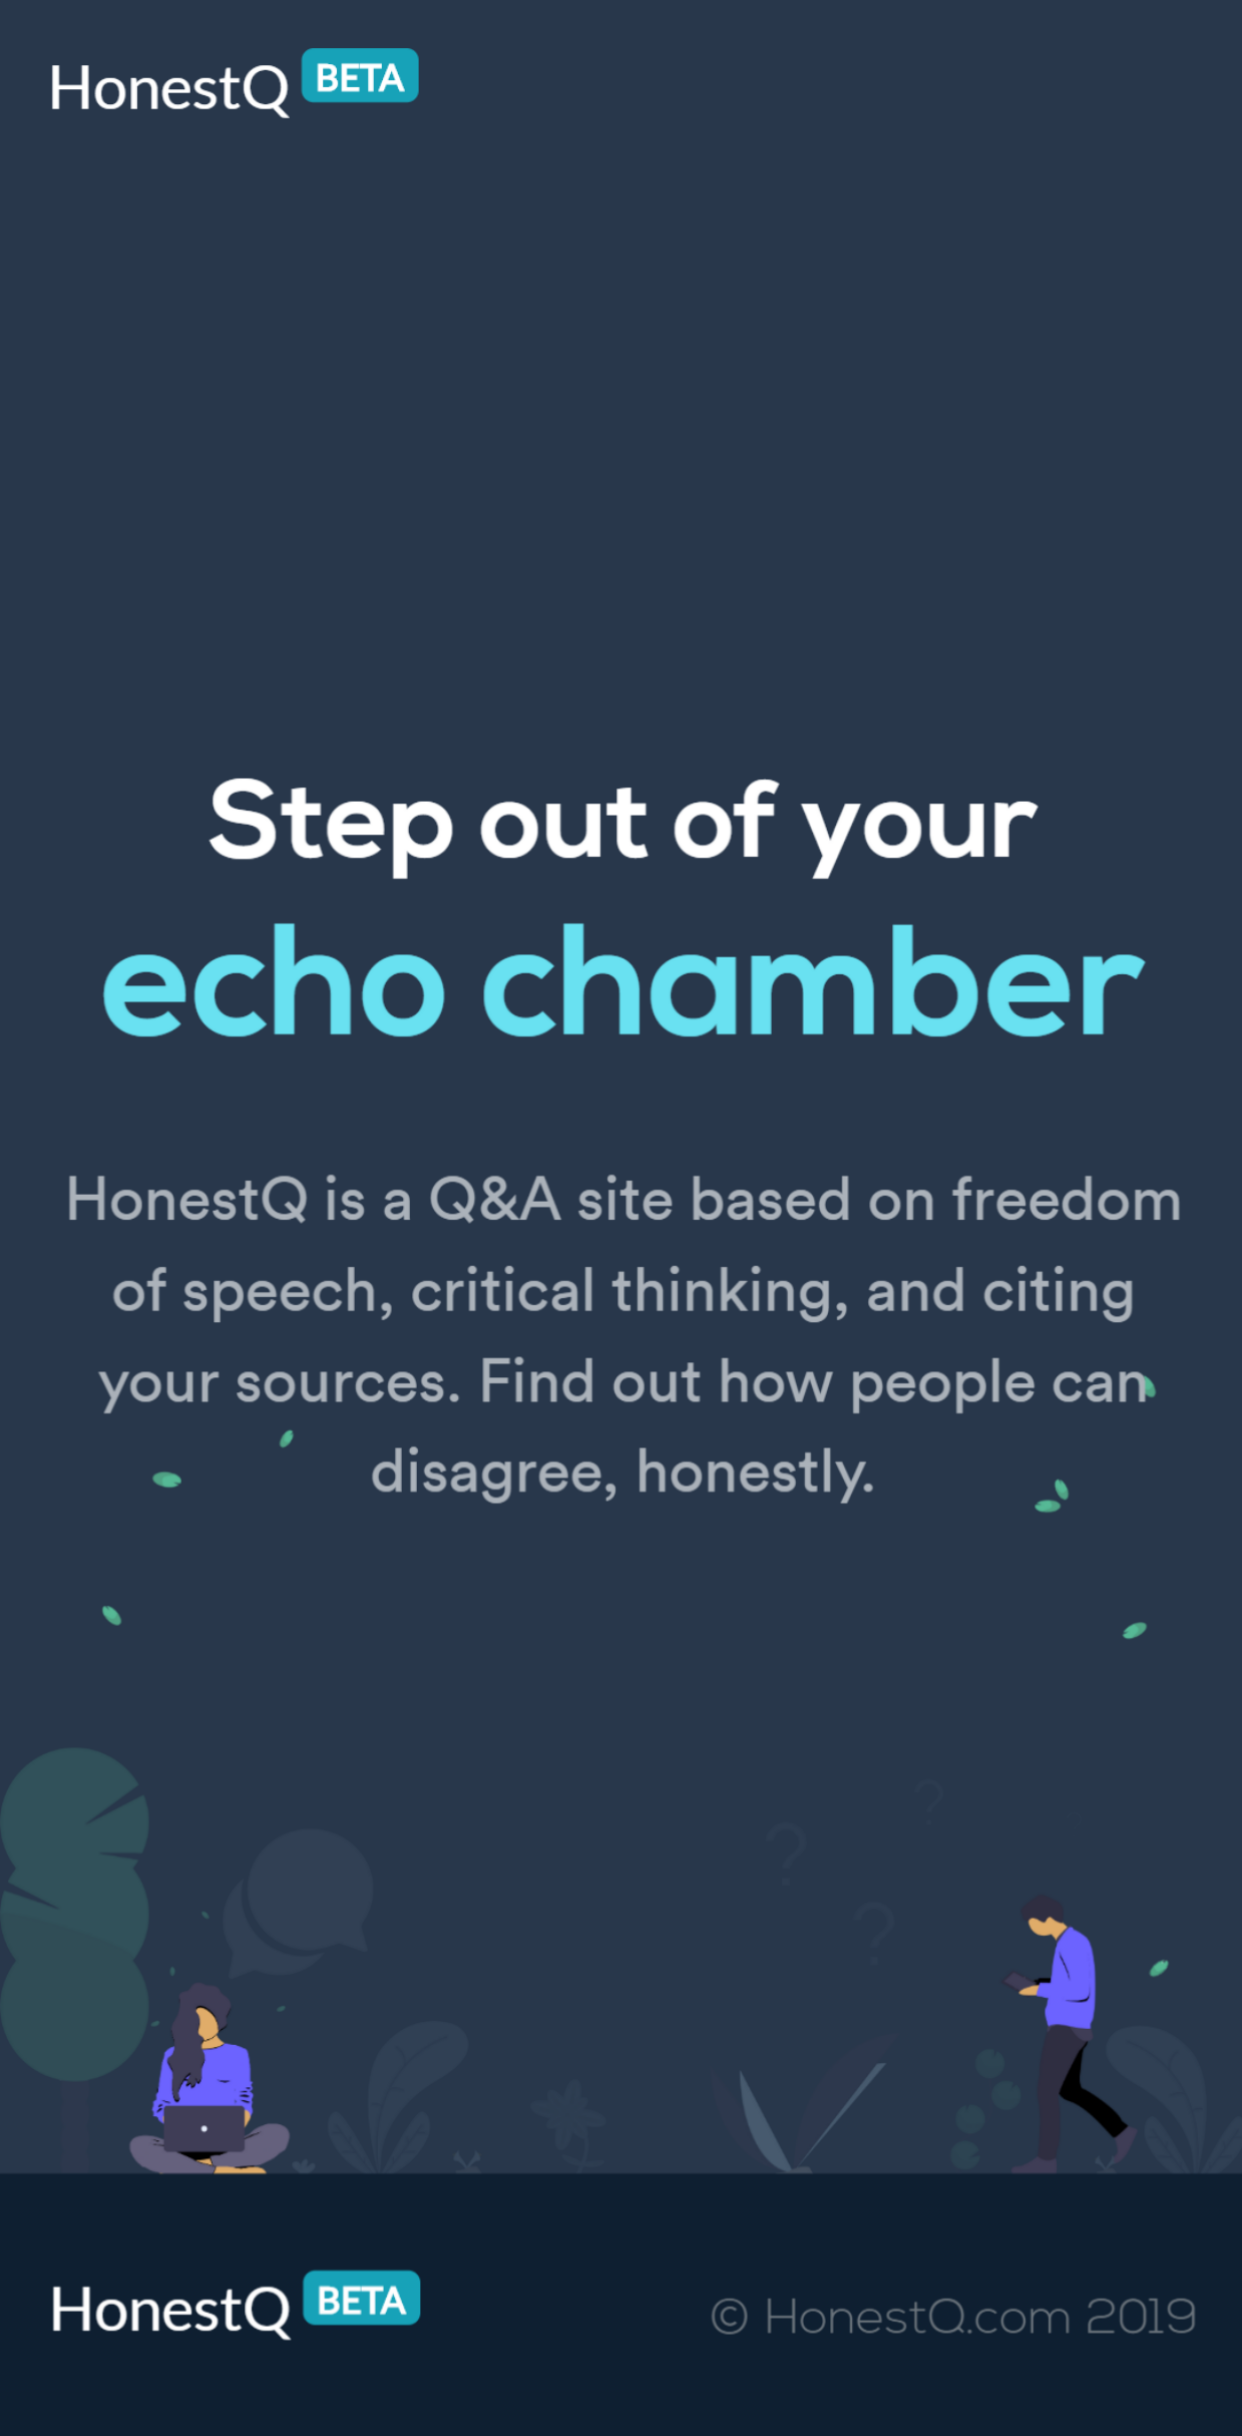 HonestQ BETA
Step out of your
echo chamber
HonestQ is a Q&A site based on freedom
of speech, critical thinking, and citing
your sources. Find out how people can
disagree, honestly.
?
?
?
HonestQ BETA
© HonestQ.com 2019